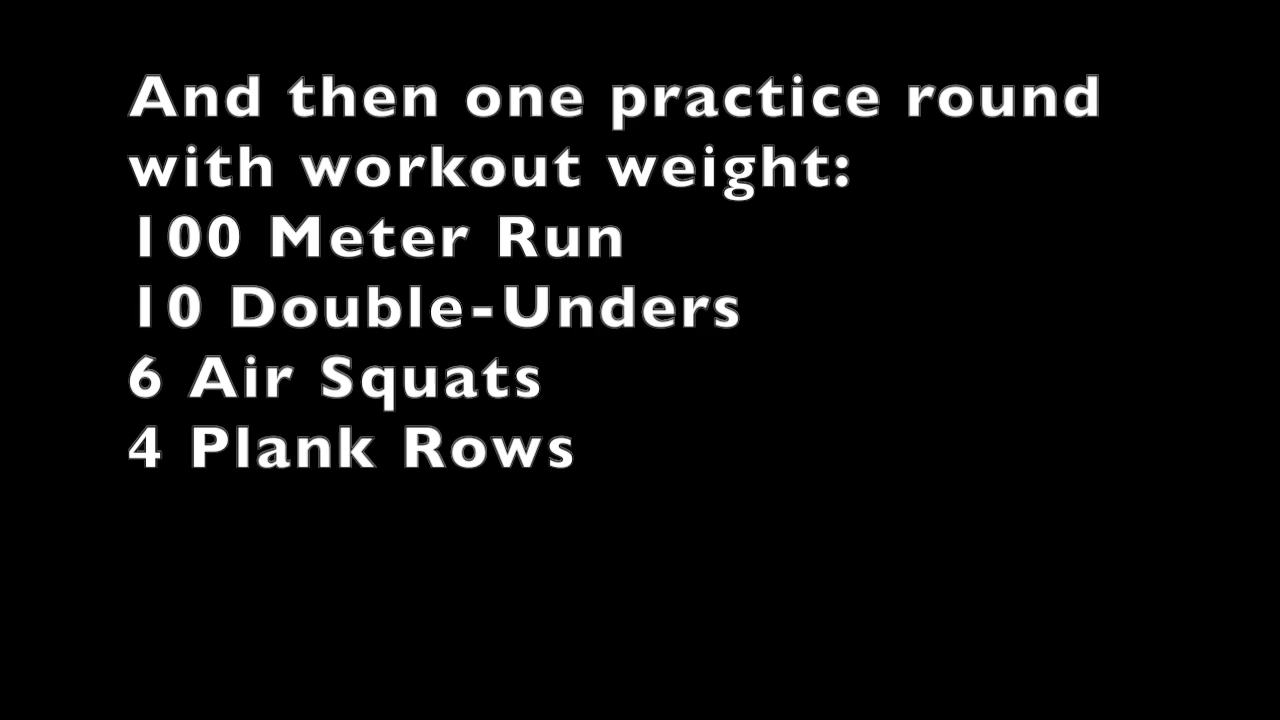 And then one practice round
with workout weight:
100 Meter Run
10 Double-Unders
6 Air Squats
4 Plank Rows